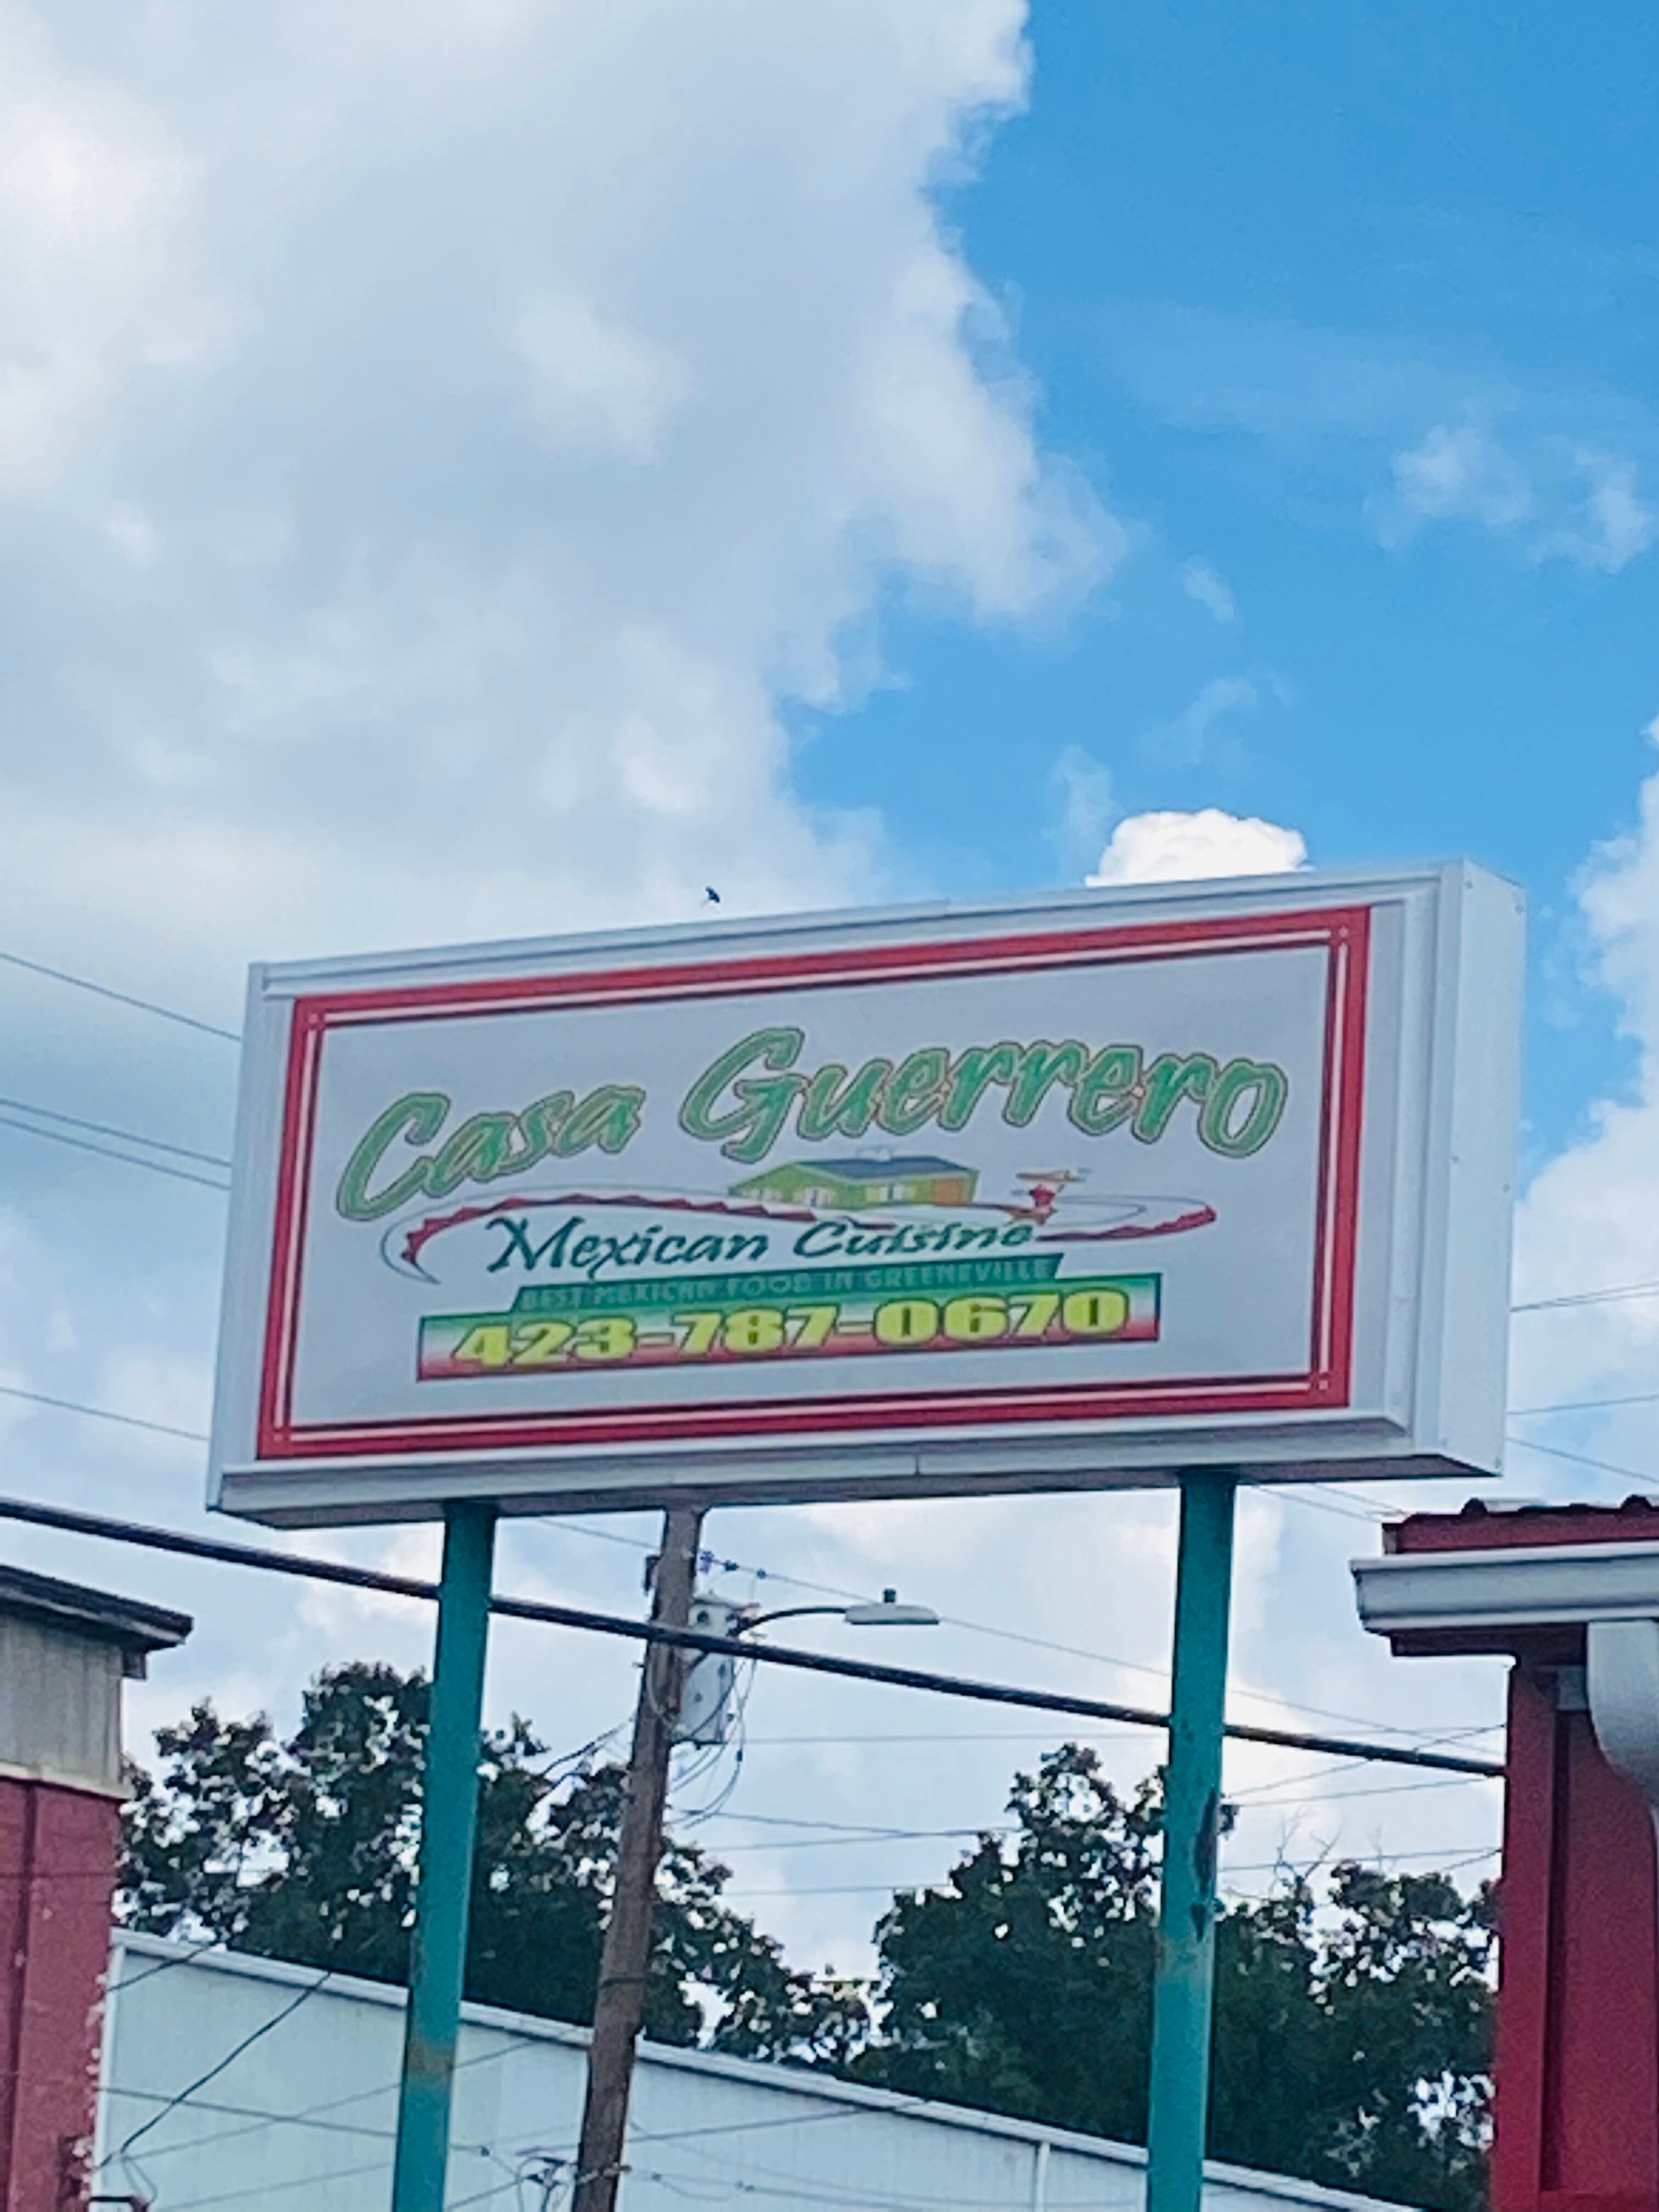 Casa Guerrero
Mexican Cuisine
BEST MEXICAN FOOD IN GREENEVILLE
423-787-0670